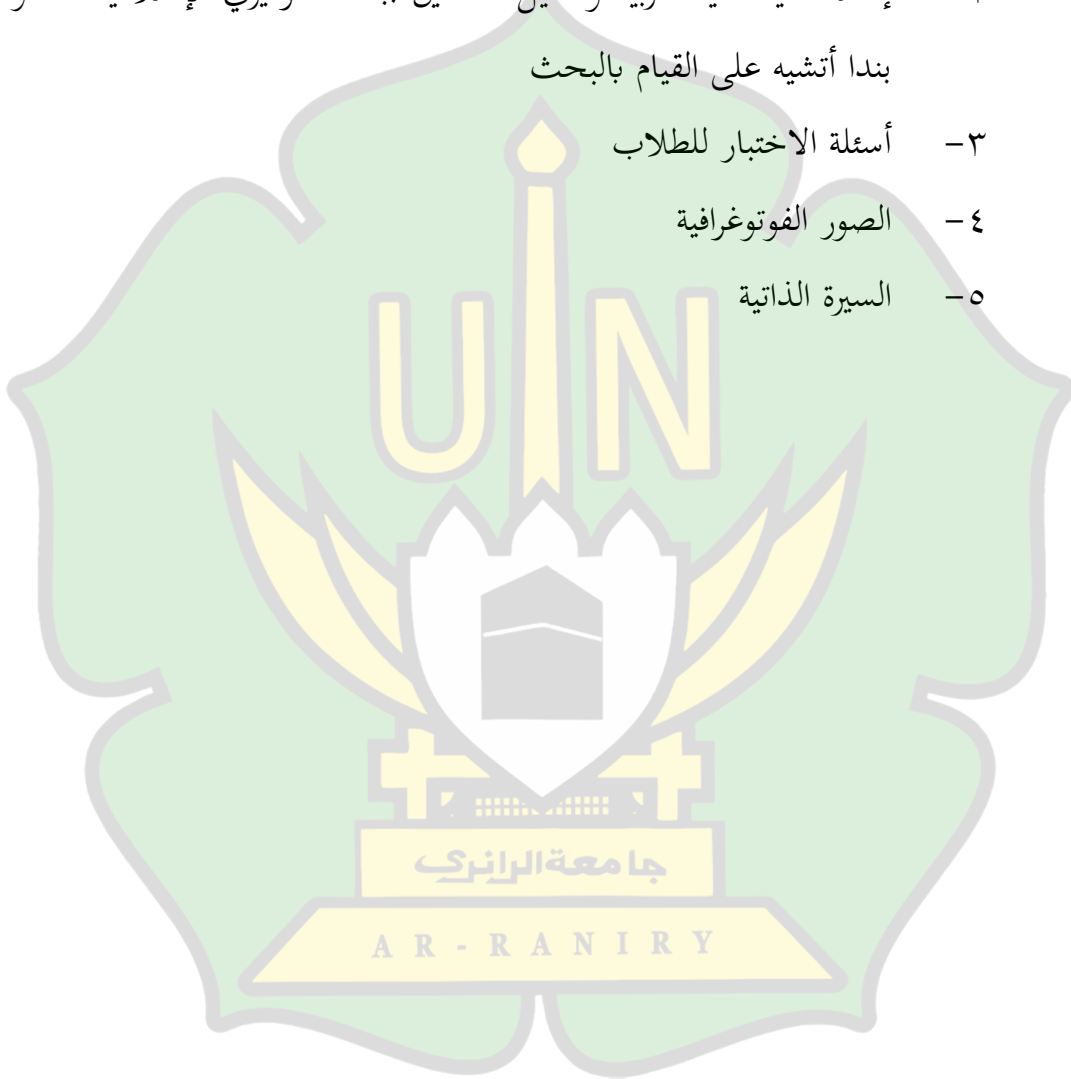 بندا أتشيه على القيام بالبحث
٣- أسئلة الاختبار للطلاب
٤- الصور الفوتوغرافية
٥- السيرة الذاتية
UIN
جامعة الرانري
AR-RANIRY